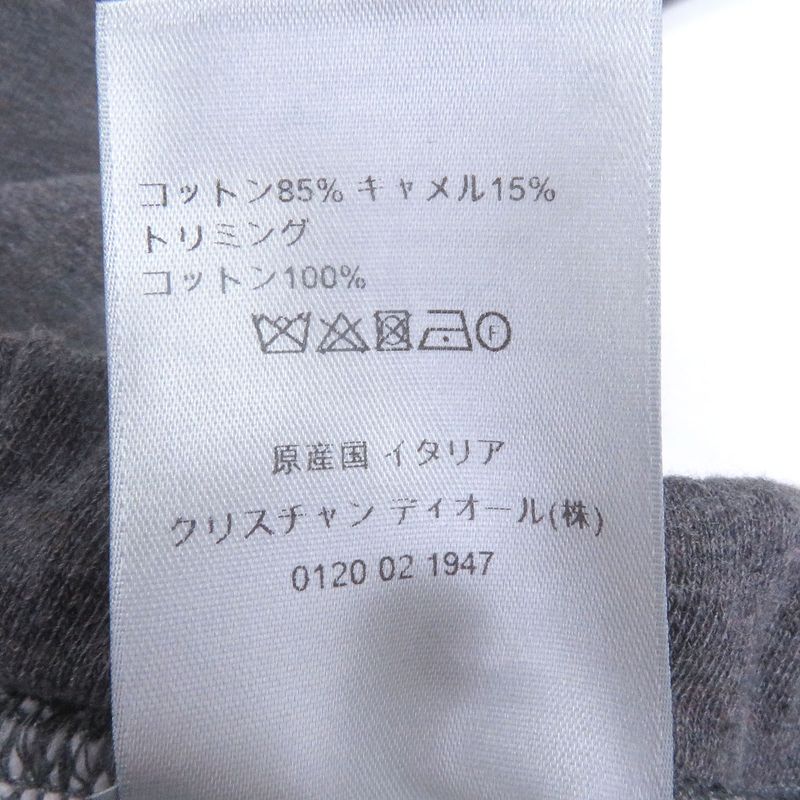 コットン85% キャメル15%
トリミング
コットン100%
F
原産国 イタリア
クリスチャン ディオール(株)
0120 02 1947